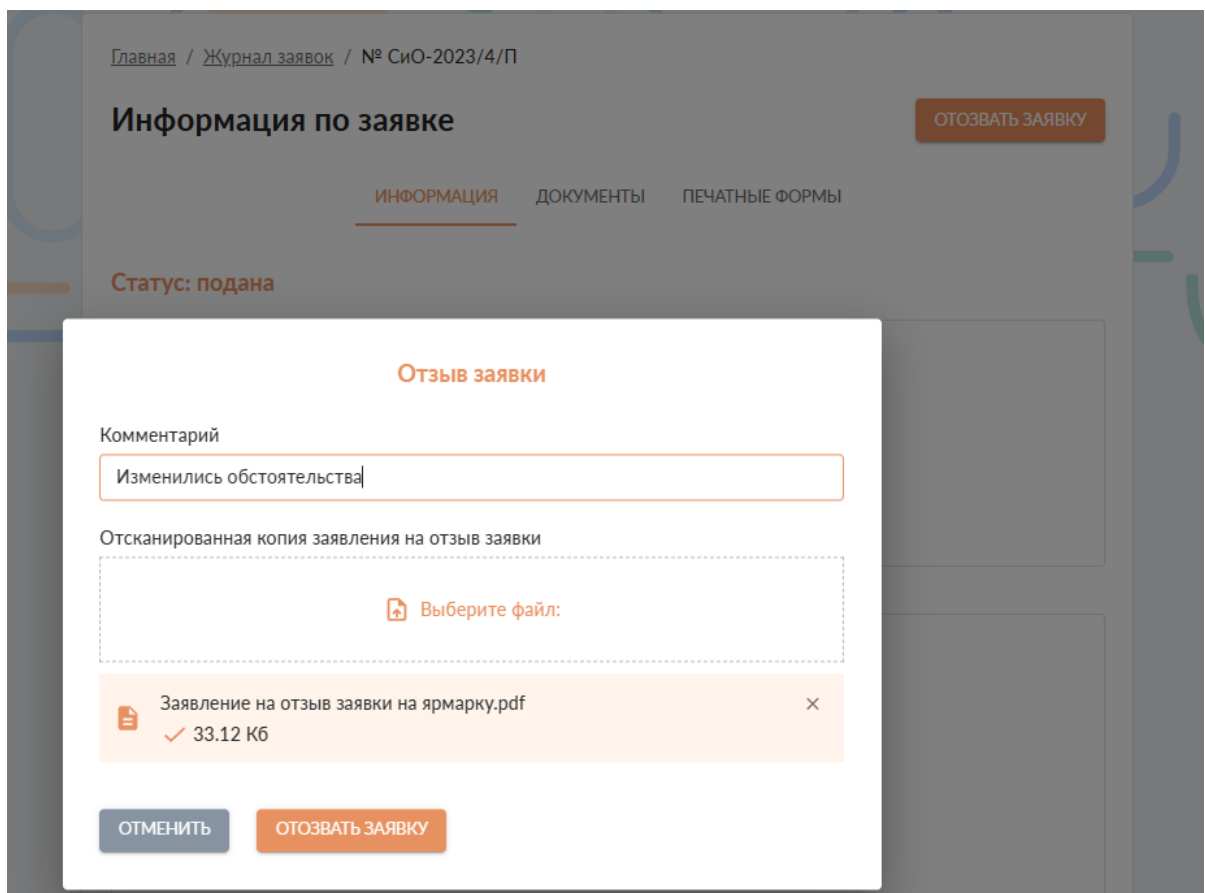 Главная / Журнал заявок / № СиО-2023/4/П
Информация по заявке
ОТОЗВАТЬ ЗАЯВКУ
ИНФОРМАЦИЯ ДОКУМЕНТЫ ПЕЧАТНЫЕ ФОРМЫ
Статус: подана
Отзыв заявки
Комментарий
Изменились обстоятельства
Отсканированная копия заявления на отзыв заявки
Выберите файл:
Заявление на отзыв заявки на ярмарку.pdf
33.12 Кб
ОТМЕНИТЬ ОТОЗВАТЬ ЗАЯВКУ